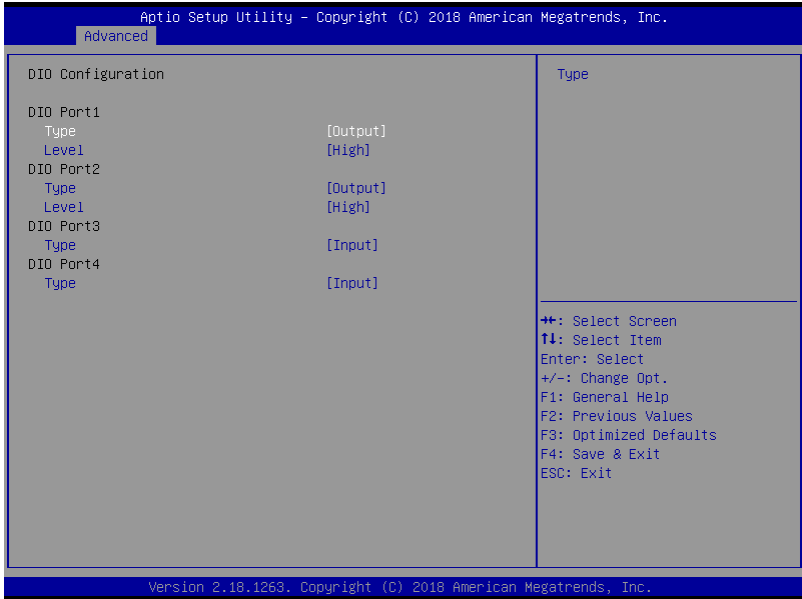 Aptio Setup Utility – Copyright (C) 2018 American Megatrends, Inc.
Advanced
DIO Configuration
DIO Port1
Type [Output]
Level [High]
DIO Port2
Type [Output]
Level [High]
DIO Port3
Type [Input]
DIO Port4
Type [Input]
Type
→←: Select Screen
↑↓: Select Item
Enter: Select
+/-: Change Opt.
F1: General Help
F2: Previous Values
F3: Optimized Defaults
F4: Save & Exit
ESC: Exit
Version 2.18.1263. Copyright (C) 2018 American Megatrends, Inc.